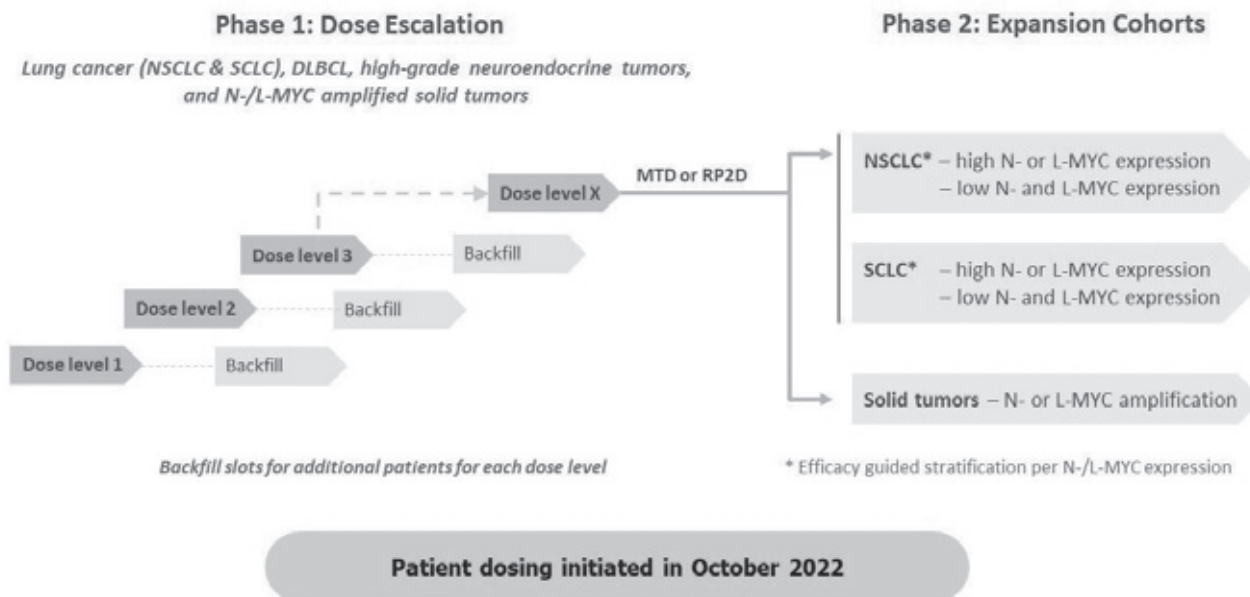 Phase 1: Dose Escalation
Lung cancer (NSCLC & SCLC), DLBCL, high-grade neuroendocrine tumors,
and N-/L-MYC amplified solid tumors
Dose level 1
Backfill
Dose level 2
Backfill
Dose level 3
Backfill
Dose level X
MTD or RP2D
Backfill slots for additional patients for each dose level
Phase 2: Expansion Cohorts
NSCLC* – high N- or L-MYC expression
– low N- and L-MYC expression
SCLC* – high N- or L-MYC expression
– low N- and L-MYC expression
Solid tumors – N- or L-MYC amplification
* Efficacy guided stratification per N-/L-MYC expression
Patient dosing initiated in October 2022